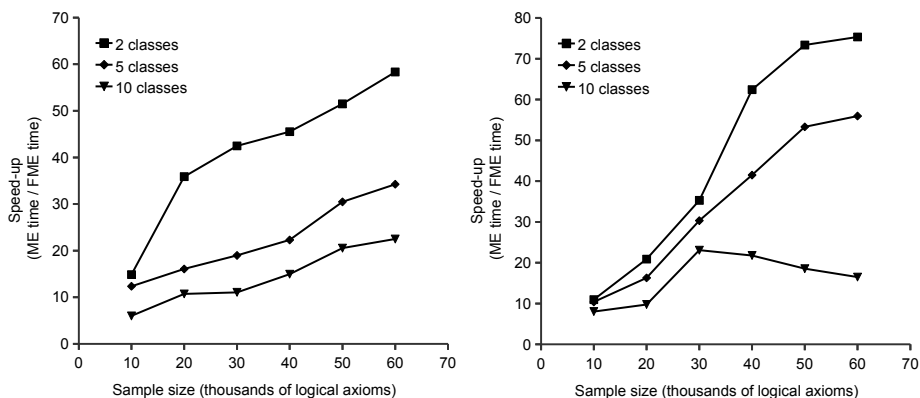 70
60
50
40
30
20
10
0
2 classes
5 classes
10 classes
Speed-up
(ME time / FME time)
0 10 20 30 40 50 60 70
Sample size (thousands of logical axioms)
80
70
60
50
40
30
20
10
0
2 classes
5 classes
10 classes
Speed-up
(ME time / FME time)
0 10 20 30 40 50 60 70
Sample size (thousands of logical axioms)